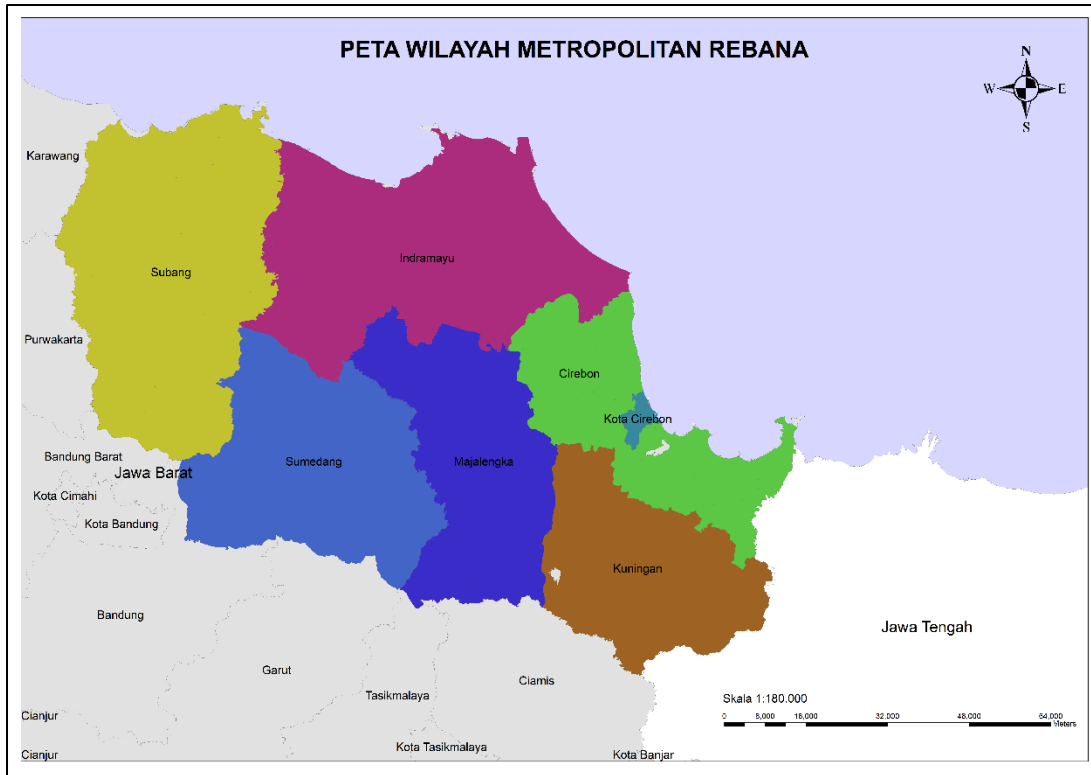 PETA WILAYAH METROPOLITAN REBANA
N
W E
S
Karawang
Indramayu
Subang
Purwakarta
Cirebon
Kota Cirebon
Bandung Barat
Jawa Barat
Sumedang
Majalengka
Kota Cimahi
Kota Bandung
Kuningan
Bandung
Jawa Tengah
Garut
Ciamis
Tasikmalaya
Skala 1:180.000
Cianjur
0 8,000 16,000 32,000 48,000 64,000
Meters
Kota Tasikmalaya
Cianjur
Kota Banjar